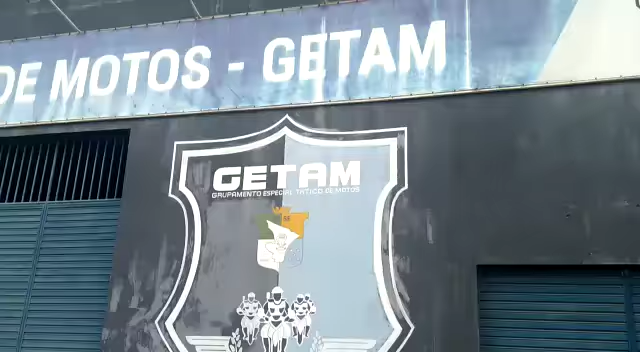 DE MOTOS - GETAM
GETAM
GRUPAMENTO ESPECIAL TÁTICO DE MOTOS